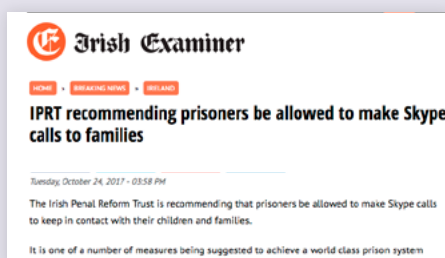 Irish Examiner
HOME • BREAKING NEWS • IRELAND
IPRT recommending prisoners be allowed to make Skype
calls to families
Tuesday, October 24, 2017 - 03:58 PM
The Irish Penal Reform Trust is recommending that prisoners be allowed to make Skype calls
to keep in contact with their children and families.
It is one of a number of measures being suggested to achieve a world class prison system